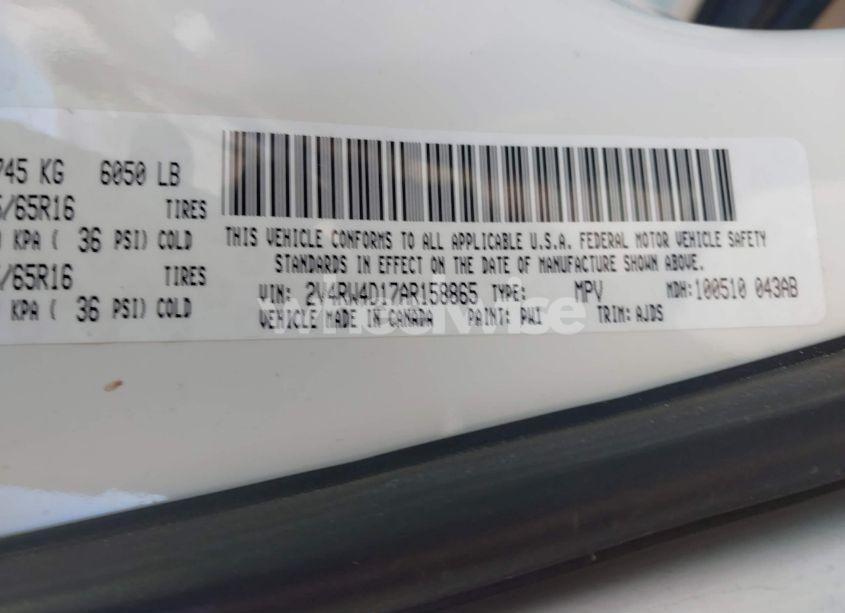 745 KG 6050 LB
/65R16 TIRES
KPA ( 36 PSI) COLD
/65R16 TIRES
KPA ( 36 PSI) COLD
THIS VEHICLE CONFORMS TO ALL APPLICABLE U.S.A. FEDERAL MOTOR VEHICLE SAFETY
STANDARDS IN EFFECT ON THE DATE OF MANUFACTURE SHOWN ABOVE.
VIN: 2V4RW4D17AR158865 TYPE: MPV MDH: 100510 043AB
VEHICLE MADE IN CANADA PAINT: PW1 TRIM: AJDS
wheelwise